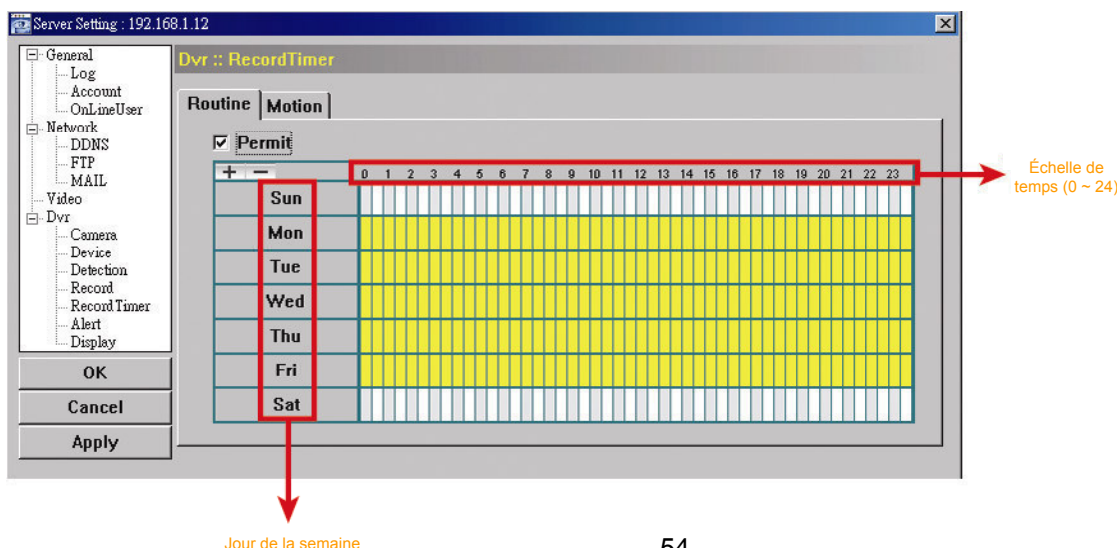 Server Setting : 192.168.1.12
General
Log
Account
OnLineUser
Network
DDNS
FTP
MAIL
Video
Dvr
Camera
Device
Detection
Record
Record Timer
Alert
Display
OK
Cancel
Apply
Dvr :: RecordTimer
Routine Motion
Permit
+ − 0 1 2 3 4 5 6 7 8 9 10 11 12 13 14 15 16 17 18 19 20 21 22 23
Sun
Mon
Tue
Wed
Thu
Fri
Sat
Échelle de
temps (0 ~ 24)
Jour de la semaine
54